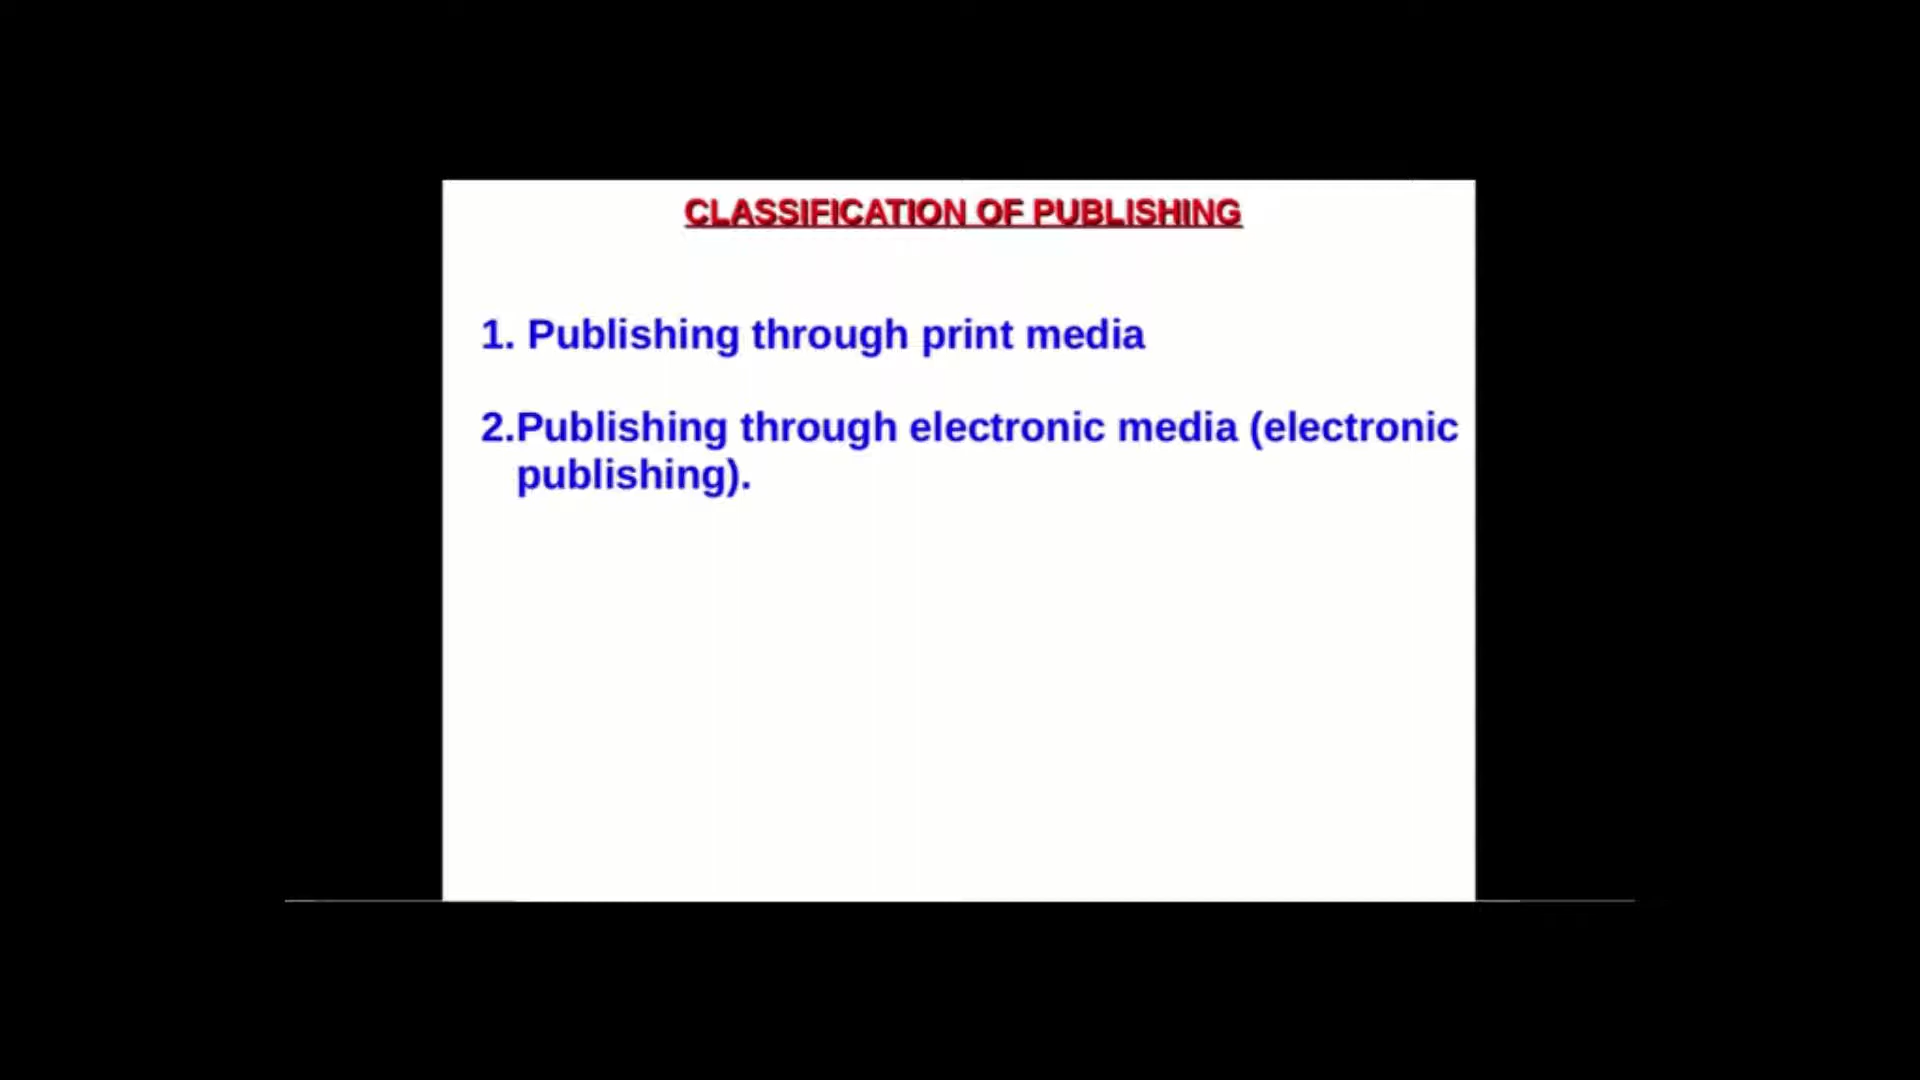 CLASSIFICATION OF PUBLISHING
1. Publishing through print media
2.Publishing through electronic media (electronic
publishing).